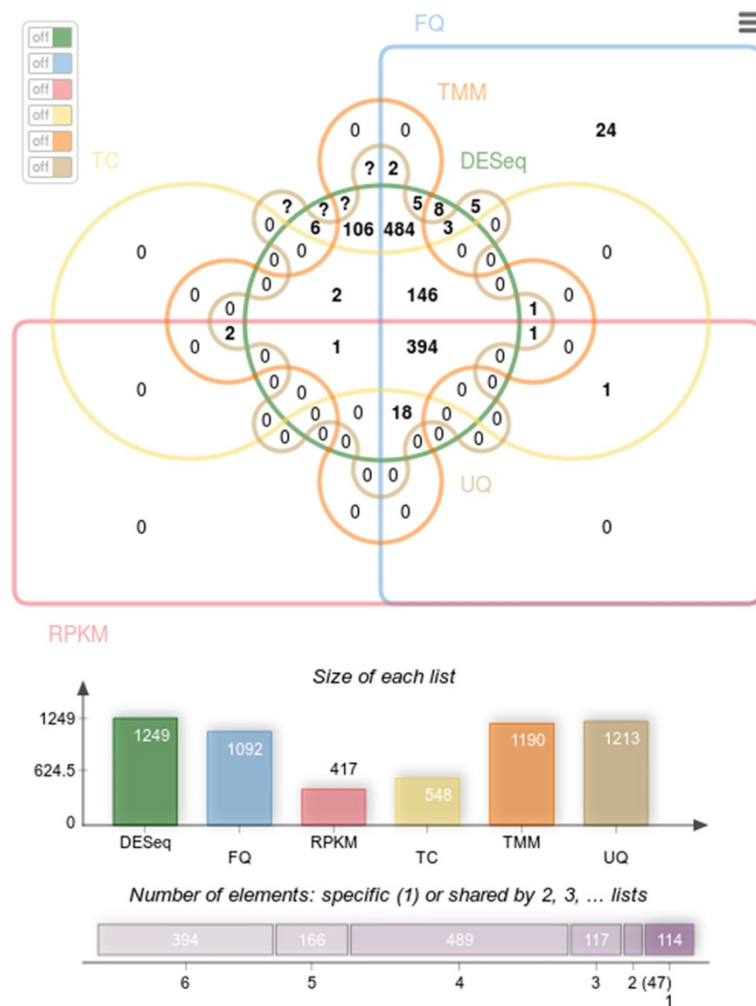 FQ
off
off
off
off
off
off
TMM
0 0
24
TC
DESeq
? 2
? ? ? 5 8 5
0 6 106 484 3 0
0 0 0 0
0 0
0 0
0 0 2 146 0 0
0 1
2 1
0 1 394 0
0 0
0 0 0 0
0 1
0 0 0 18 0 0
0 0 0 0 0 0
0 0
UQ
0 0
0 0
RPKM
Size of each list
1249
624.5
0
1249
1092
417
548
1190
1213
DESeq
FQ
RPKM
TC
TMM
UQ
Number of elements: specific (1) or shared by 2, 3, ... lists
394 166 489 117 114
6 5 4 3 2 (47)
1